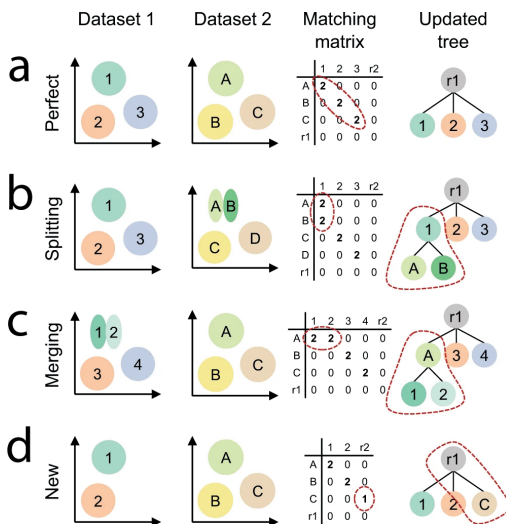 Dataset 1 Dataset 2 Matching matrix Updated tree
a
Perfect
1
2
3
A
B
C
1 2 3 r2
A 2 0 0 0
B 0 2 0 0
C 0 0 2 0
r1 0 0 0 0
r1
1 2 3
b
Splitting
1
2
3
A B
C
D
1 2 3 r2
A 2 0 0 0
B 2 0 0 0
C 0 2 0 0
D 0 0 2 0
r1 0 0 0 0
r1
1 2 3
A B
c
Merging
1 2
3
4
A
B
C
1 2 3 4 r2
A 2 2 0 0 0
B 0 0 2 0 0
C 0 0 0 2 0
r1 0 0 0 0 0
r1
A 3 4
1 2
d
New
1
2
A
B
C
1 2 r2
A 2 0 0
B 0 2 0
C 0 0 1
r1 0 0 0
r1
1 2 C